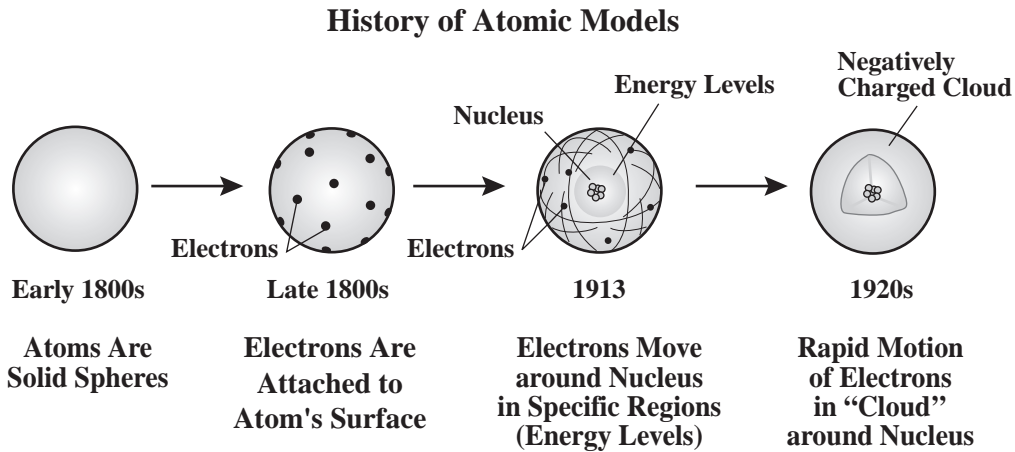 History of Atomic Models
Nucleus
Energy Levels
Negatively
Charged Cloud
Electrons
Electrons
Early 1800s
Late 1800s
1913
1920s
Atoms Are
Solid Spheres
Electrons Are
Attached to
Atom's Surface
Electrons Move
around Nucleus
in Specific Regions
(Energy Levels)
Rapid Motion
of Electrons
in “Cloud”
around Nucleus